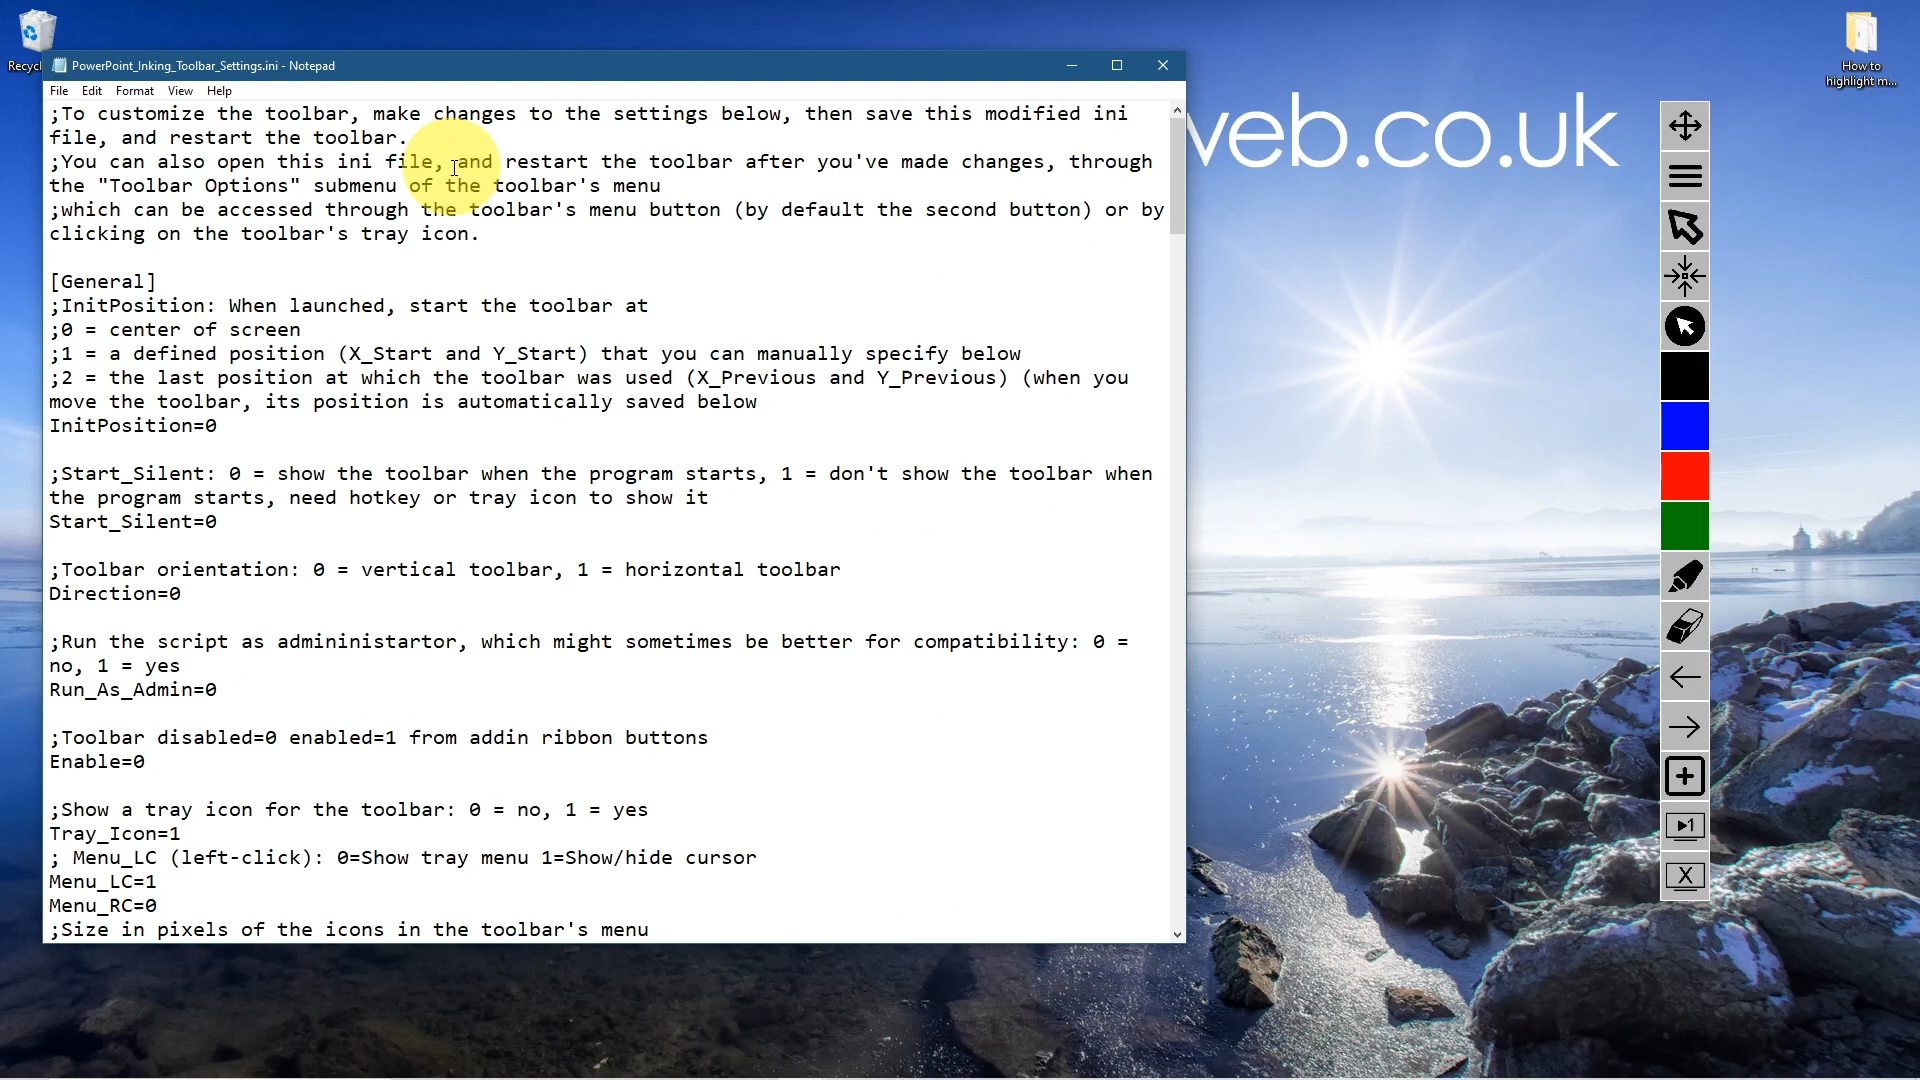 Recycl
PowerPoint_Inking_Toolbar_Settings.ini - Notepad
File Edit Format View Help
;To customize the toolbar, make changes to the settings below, then save this modified ini
file, and restart the toolbar.
;You can also open this ini file, and restart the toolbar after you've made changes, through
the "Toolbar Options" submenu of the toolbar's menu
;which can be accessed through the toolbar's menu button (by default the second button) or by
clicking on the toolbar's tray icon.
[General]
;InitPosition: When launched, start the toolbar at
;0 = center of screen
;1 = a defined position (X_Start and Y_Start) that you can manually specify below
;2 = the last position at which the toolbar was used (X_Previous and Y_Previous) (when you
move the toolbar, its position is automatically saved below
InitPosition=0
;Start_Silent: 0 = show the toolbar when the program starts, 1 = don't show the toolbar when
the program starts, need hotkey or tray icon to show it
Start_Silent=0
;Toolbar orientation: 0 = vertical toolbar, 1 = horizontal toolbar
Direction=0
;Run the script as admininistartor, which might sometimes be better for compatibility: 0 =
no, 1 = yes
Run_As_Admin=0
;Toolbar disabled=0 enabled=1 from addin ribbon buttons
Enable=0
;Show a tray icon for the toolbar: 0 = no, 1 = yes
Tray_Icon=1
; Menu_LC (left-click): 0=Show tray menu 1=Show/hide cursor
Menu_LC=1
Menu_RC=0
;Size in pixels of the icons in the toolbar's menu
veb.co.uk
How to
highlight m...
1
X